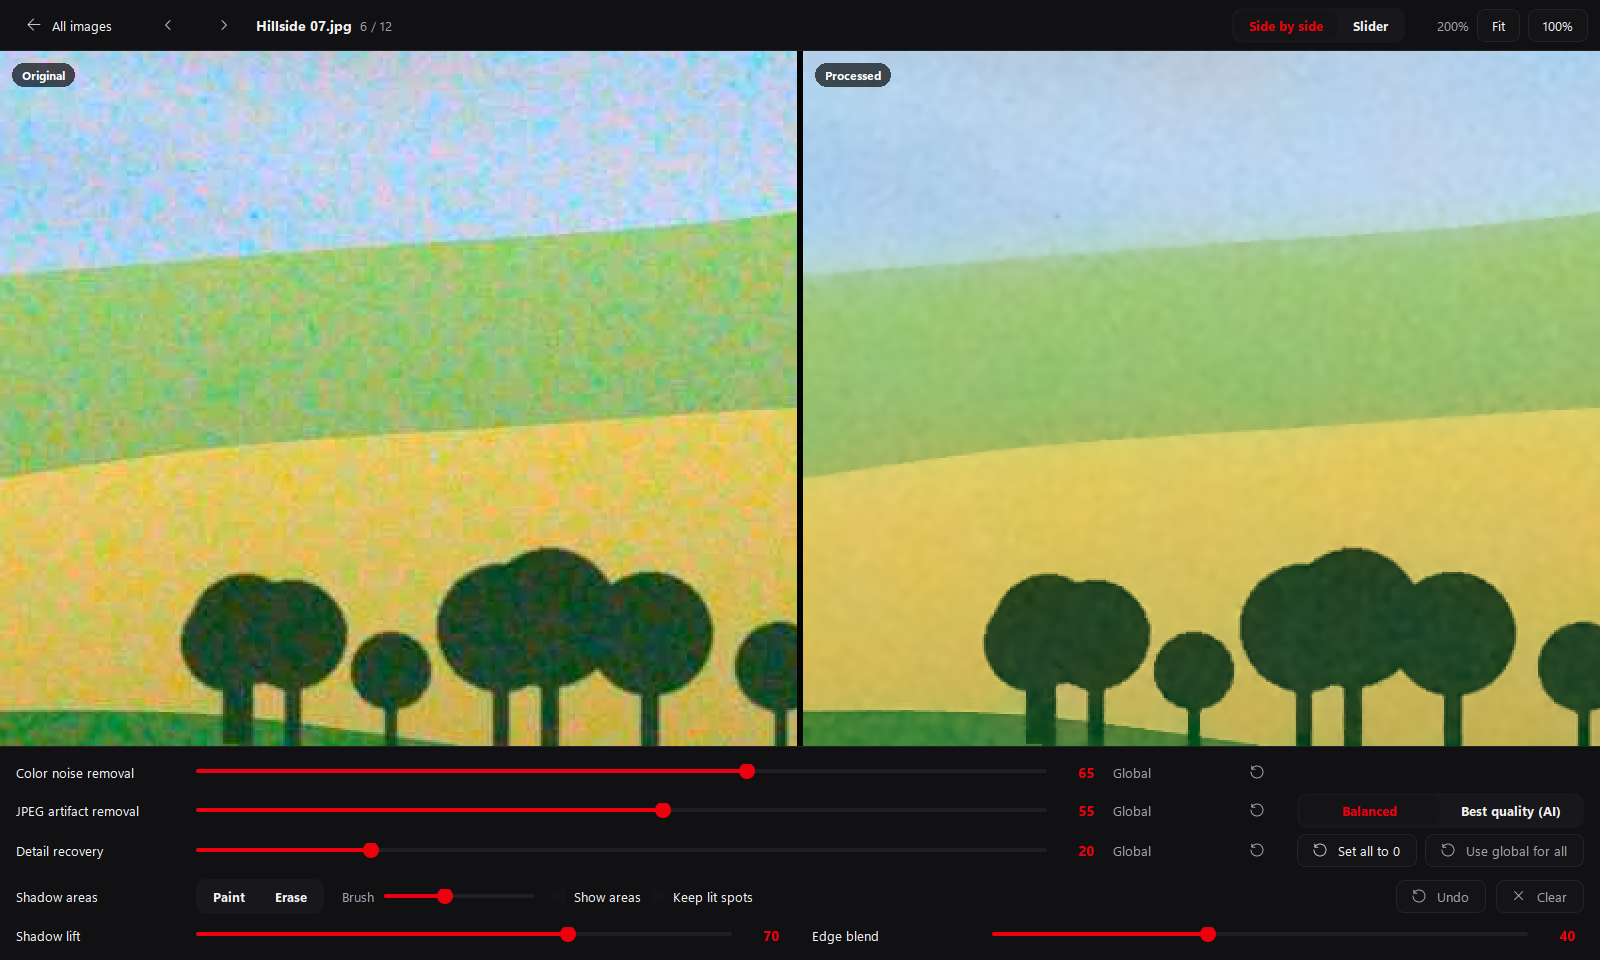 All images
Hillside 07.jpg 6 / 12
Side by side Slider 200% Fit 100%
Original
Processed
Color noise removal 65 Global
JPEG artifact removal 55 Global Balanced Best quality (AI)
Detail recovery 20 Global Set all to 0 Use global for all
Shadow areas Paint Erase Brush Show areas Keep lit spots Undo Clear
Shadow lift 70 Edge blend 40